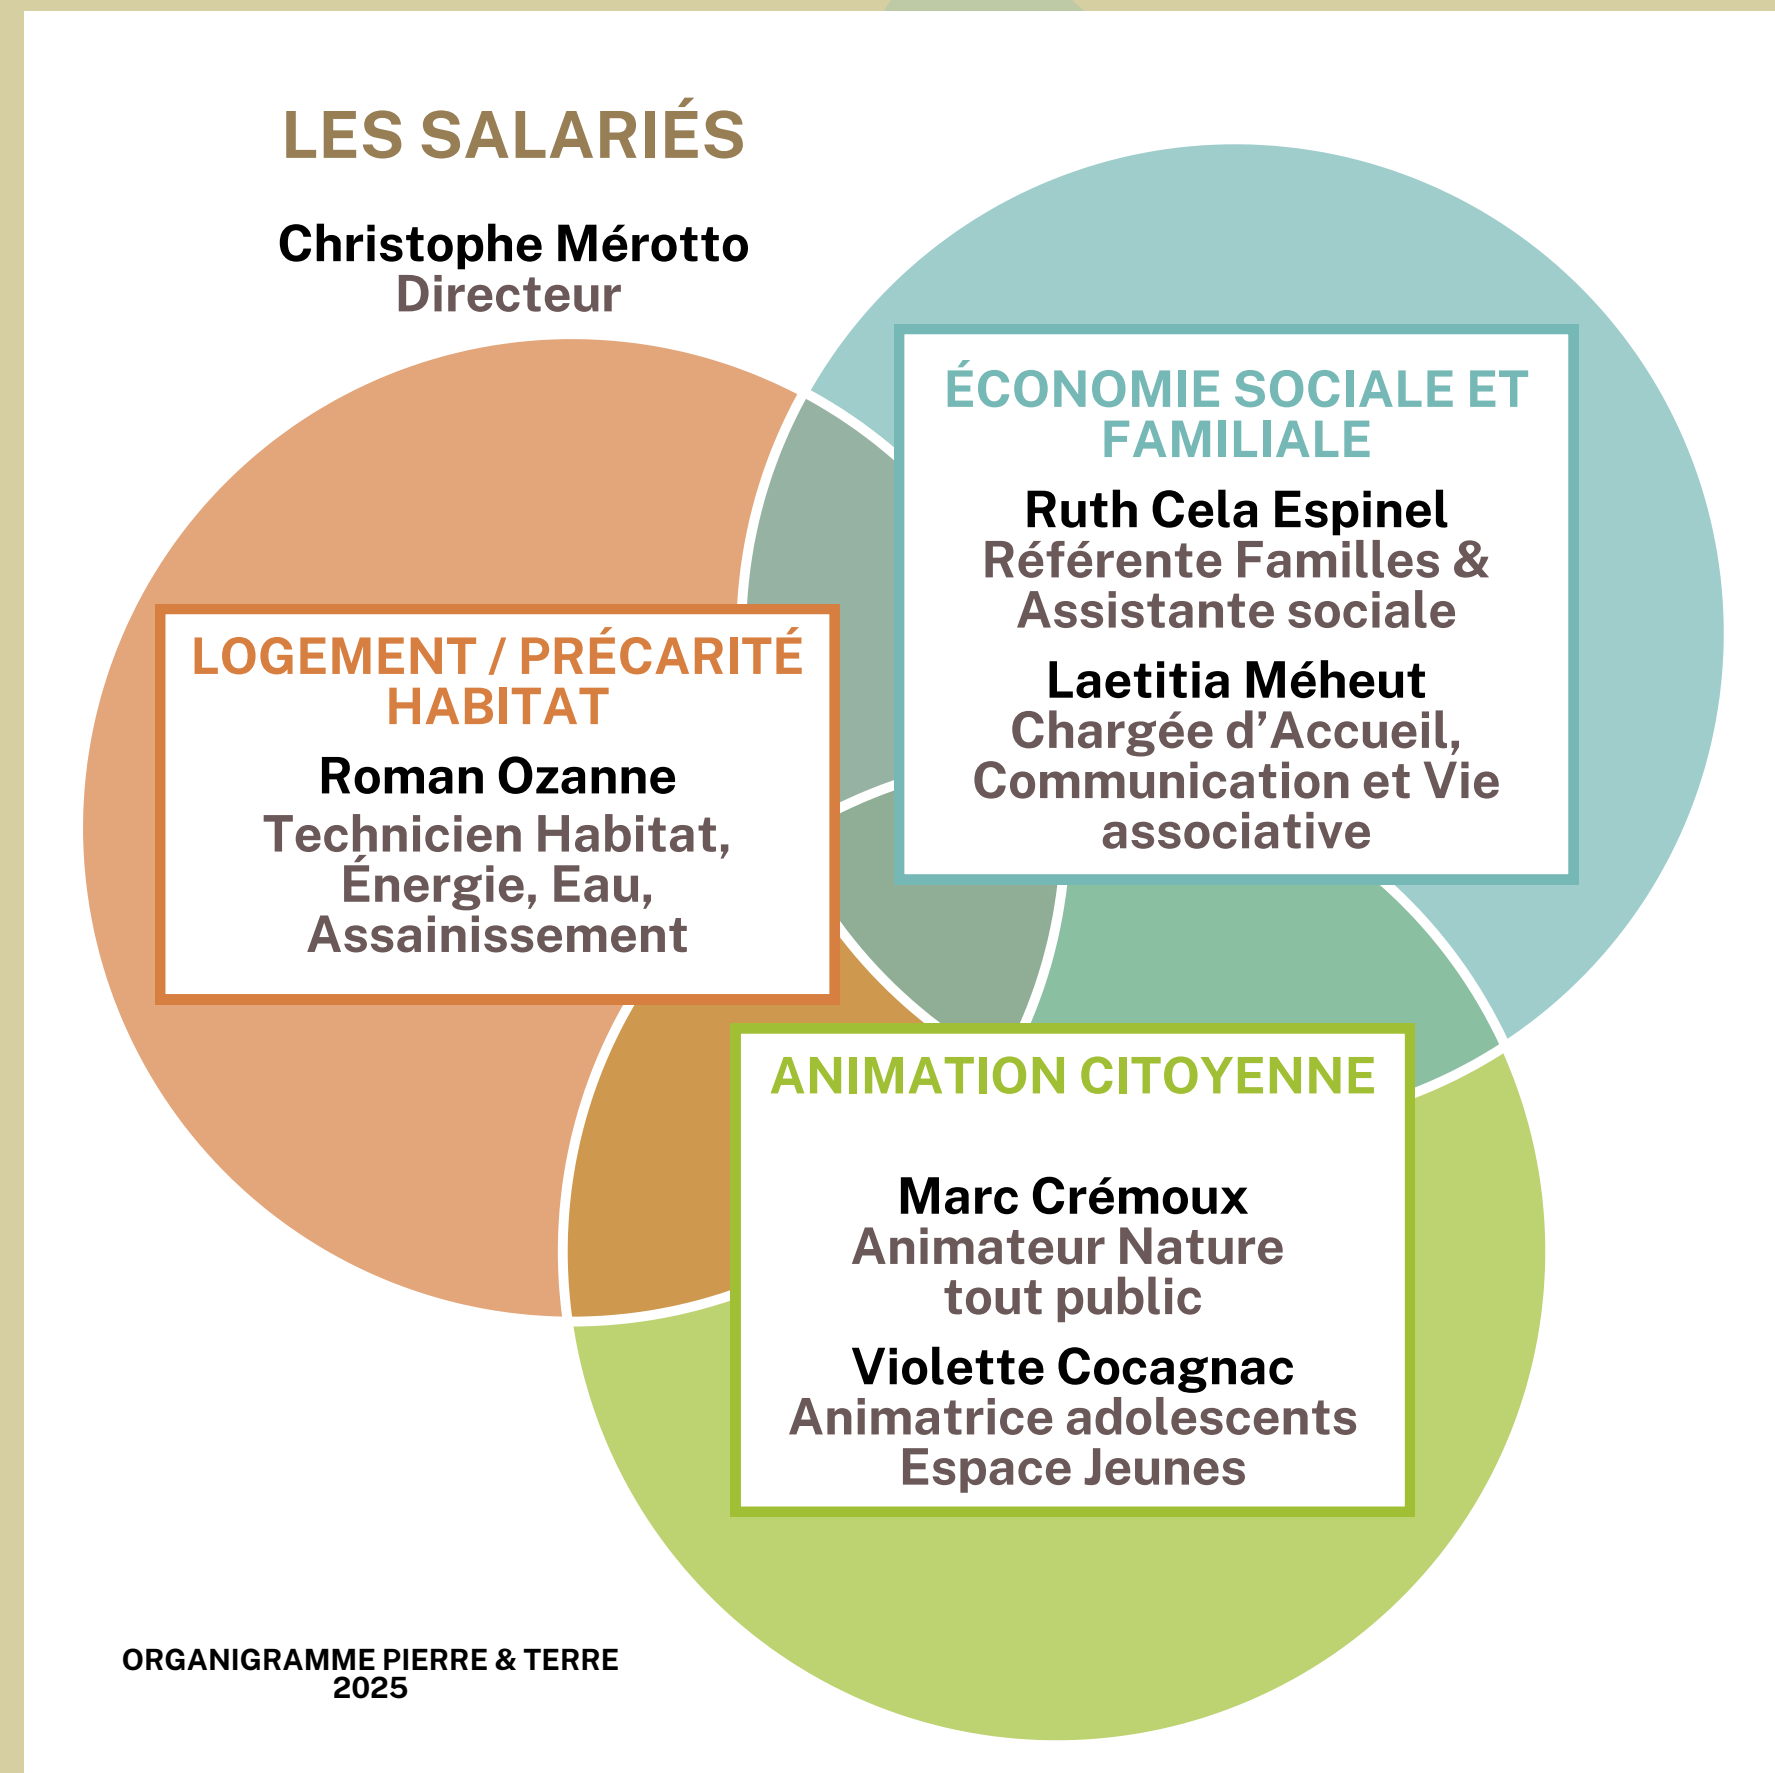 LES SALARIÉS
Christophe Mérotto
Directeur
ÉCONOMIE SOCIALE ET
FAMILIALE
Ruth Cela Espinel
Référente Familles &
Assistante sociale
Laetitia Méheut
Chargée d’Accueil,
Communication et Vie
associative
LOGEMENT / PRÉCARITÉ
HABITAT
Roman Ozanne
Technicien Habitat,
Énergie, Eau,
Assainissement
ANIMATION CITOYENNE
Marc Crémoux
Animateur Nature
tout public
Violette Cocagnac
Animatrice adolescents
Espace Jeunes
ORGANIGRAMME PIERRE & TERRE
2025